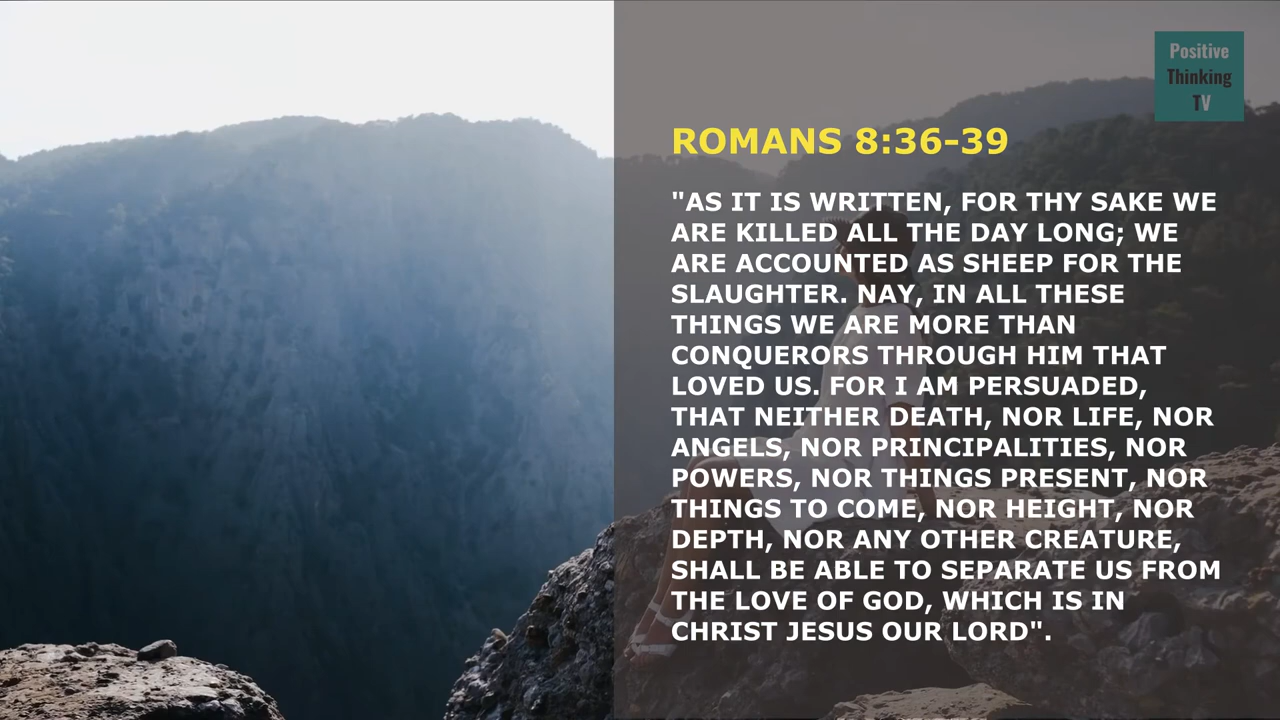 Positive
Thinking
TV
ROMANS 8:36-39
"AS IT IS WRITTEN, FOR THY SAKE WE
ARE KILLED ALL THE DAY LONG; WE
ARE ACCOUNTED AS SHEEP FOR THE
SLAUGHTER. NAY, IN ALL THESE
THINGS WE ARE MORE THAN
CONQUERORS THROUGH HIM THAT
LOVED US. FOR I AM PERSUADED,
THAT NEITHER DEATH, NOR LIFE, NOR
ANGELS, NOR PRINCIPALITIES, NOR
POWERS, NOR THINGS PRESENT, NOR
THINGS TO COME, NOR HEIGHT, NOR
DEPTH, NOR ANY OTHER CREATURE,
SHALL BE ABLE TO SEPARATE US FROM
THE LOVE OF GOD, WHICH IS IN
CHRIST JESUS OUR LORD".